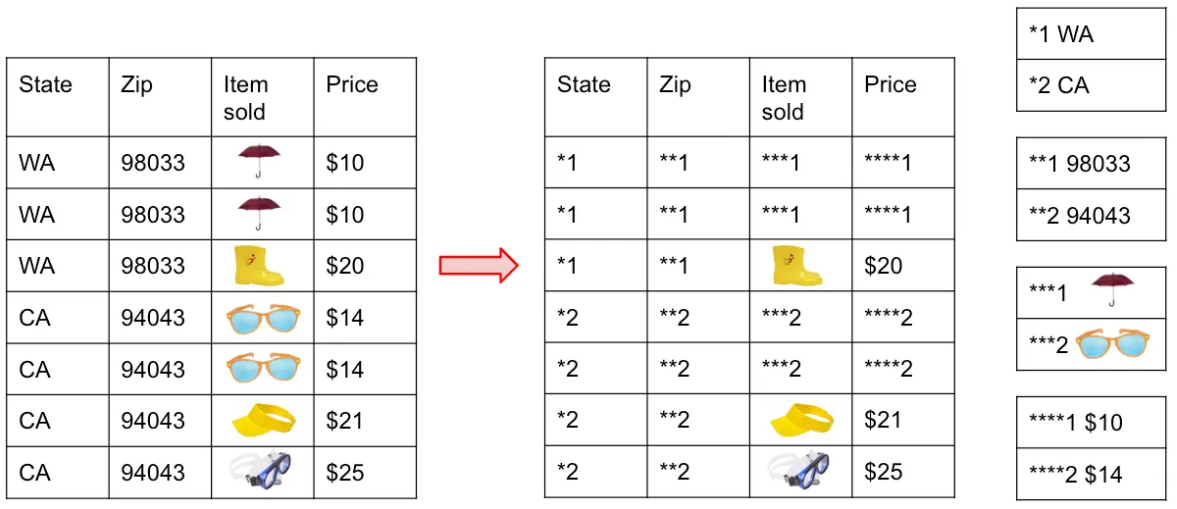 State Zip Item sold Price
WA 98033 $10
WA 98033 $10
WA 98033 $20
CA 94043 $14
CA 94043 $14
CA 94043 $21
CA 94043 $25
State Zip Item sold Price
*1 **1 ***1 ****1
*1 **1 ***1 ****1
*1 **1 $20
*2 **2 ***2 ****2
*2 **2 ***2 ****2
*2 **2 $21
*2 **2 $25
*1 WA
*2 CA
**1 98033
**2 94043
***1
***2
****1 $10
****2 $14